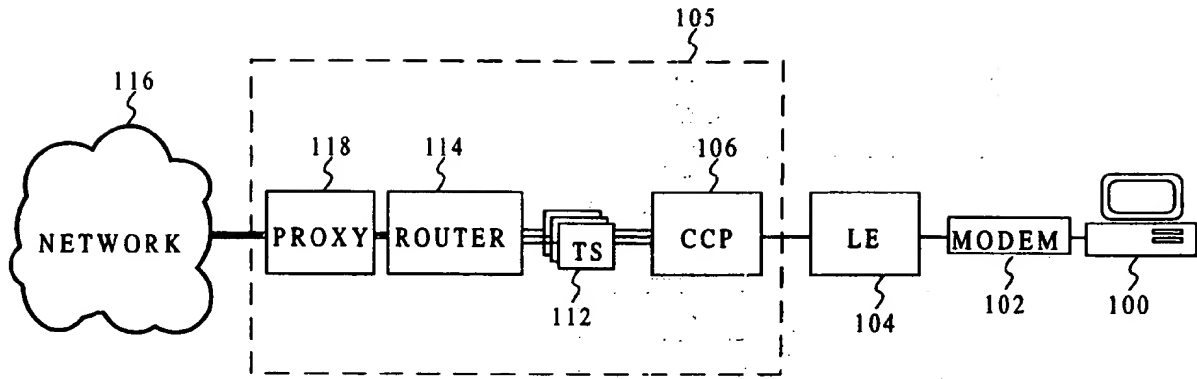 105
116
118
114
106
NETWORK
PROXY
ROUTER
TS
CCP
LE
MODEM
112
104
102
100